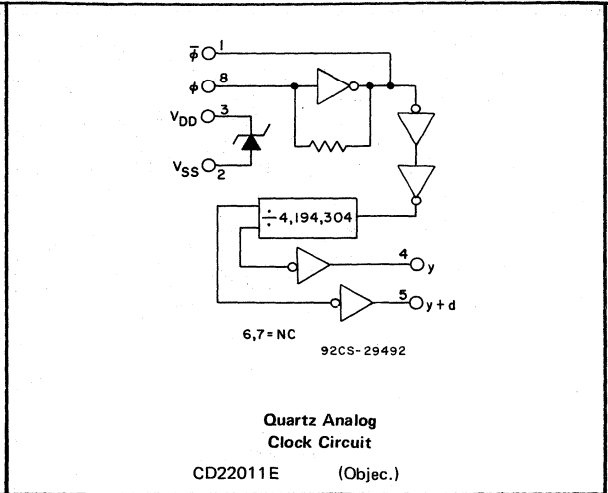 φ̅ 1
φ 8
VDD 3
VSS 2
÷ 4,194,304
4 y
5 y + d
6,7 = NC
92CS-29492
Quartz Analog
Clock Circuit
CD22011E (Objec.)